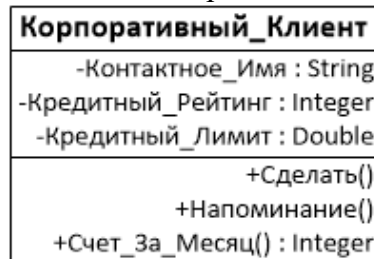 Корпоративный_Клиент
-Контактное_Имя : String
-Кредитный_Рейтинг : Integer
-Кредитный_Лимит : Double
+Сделать()
+Напоминание()
+Счет_За_Месяц() : Integer